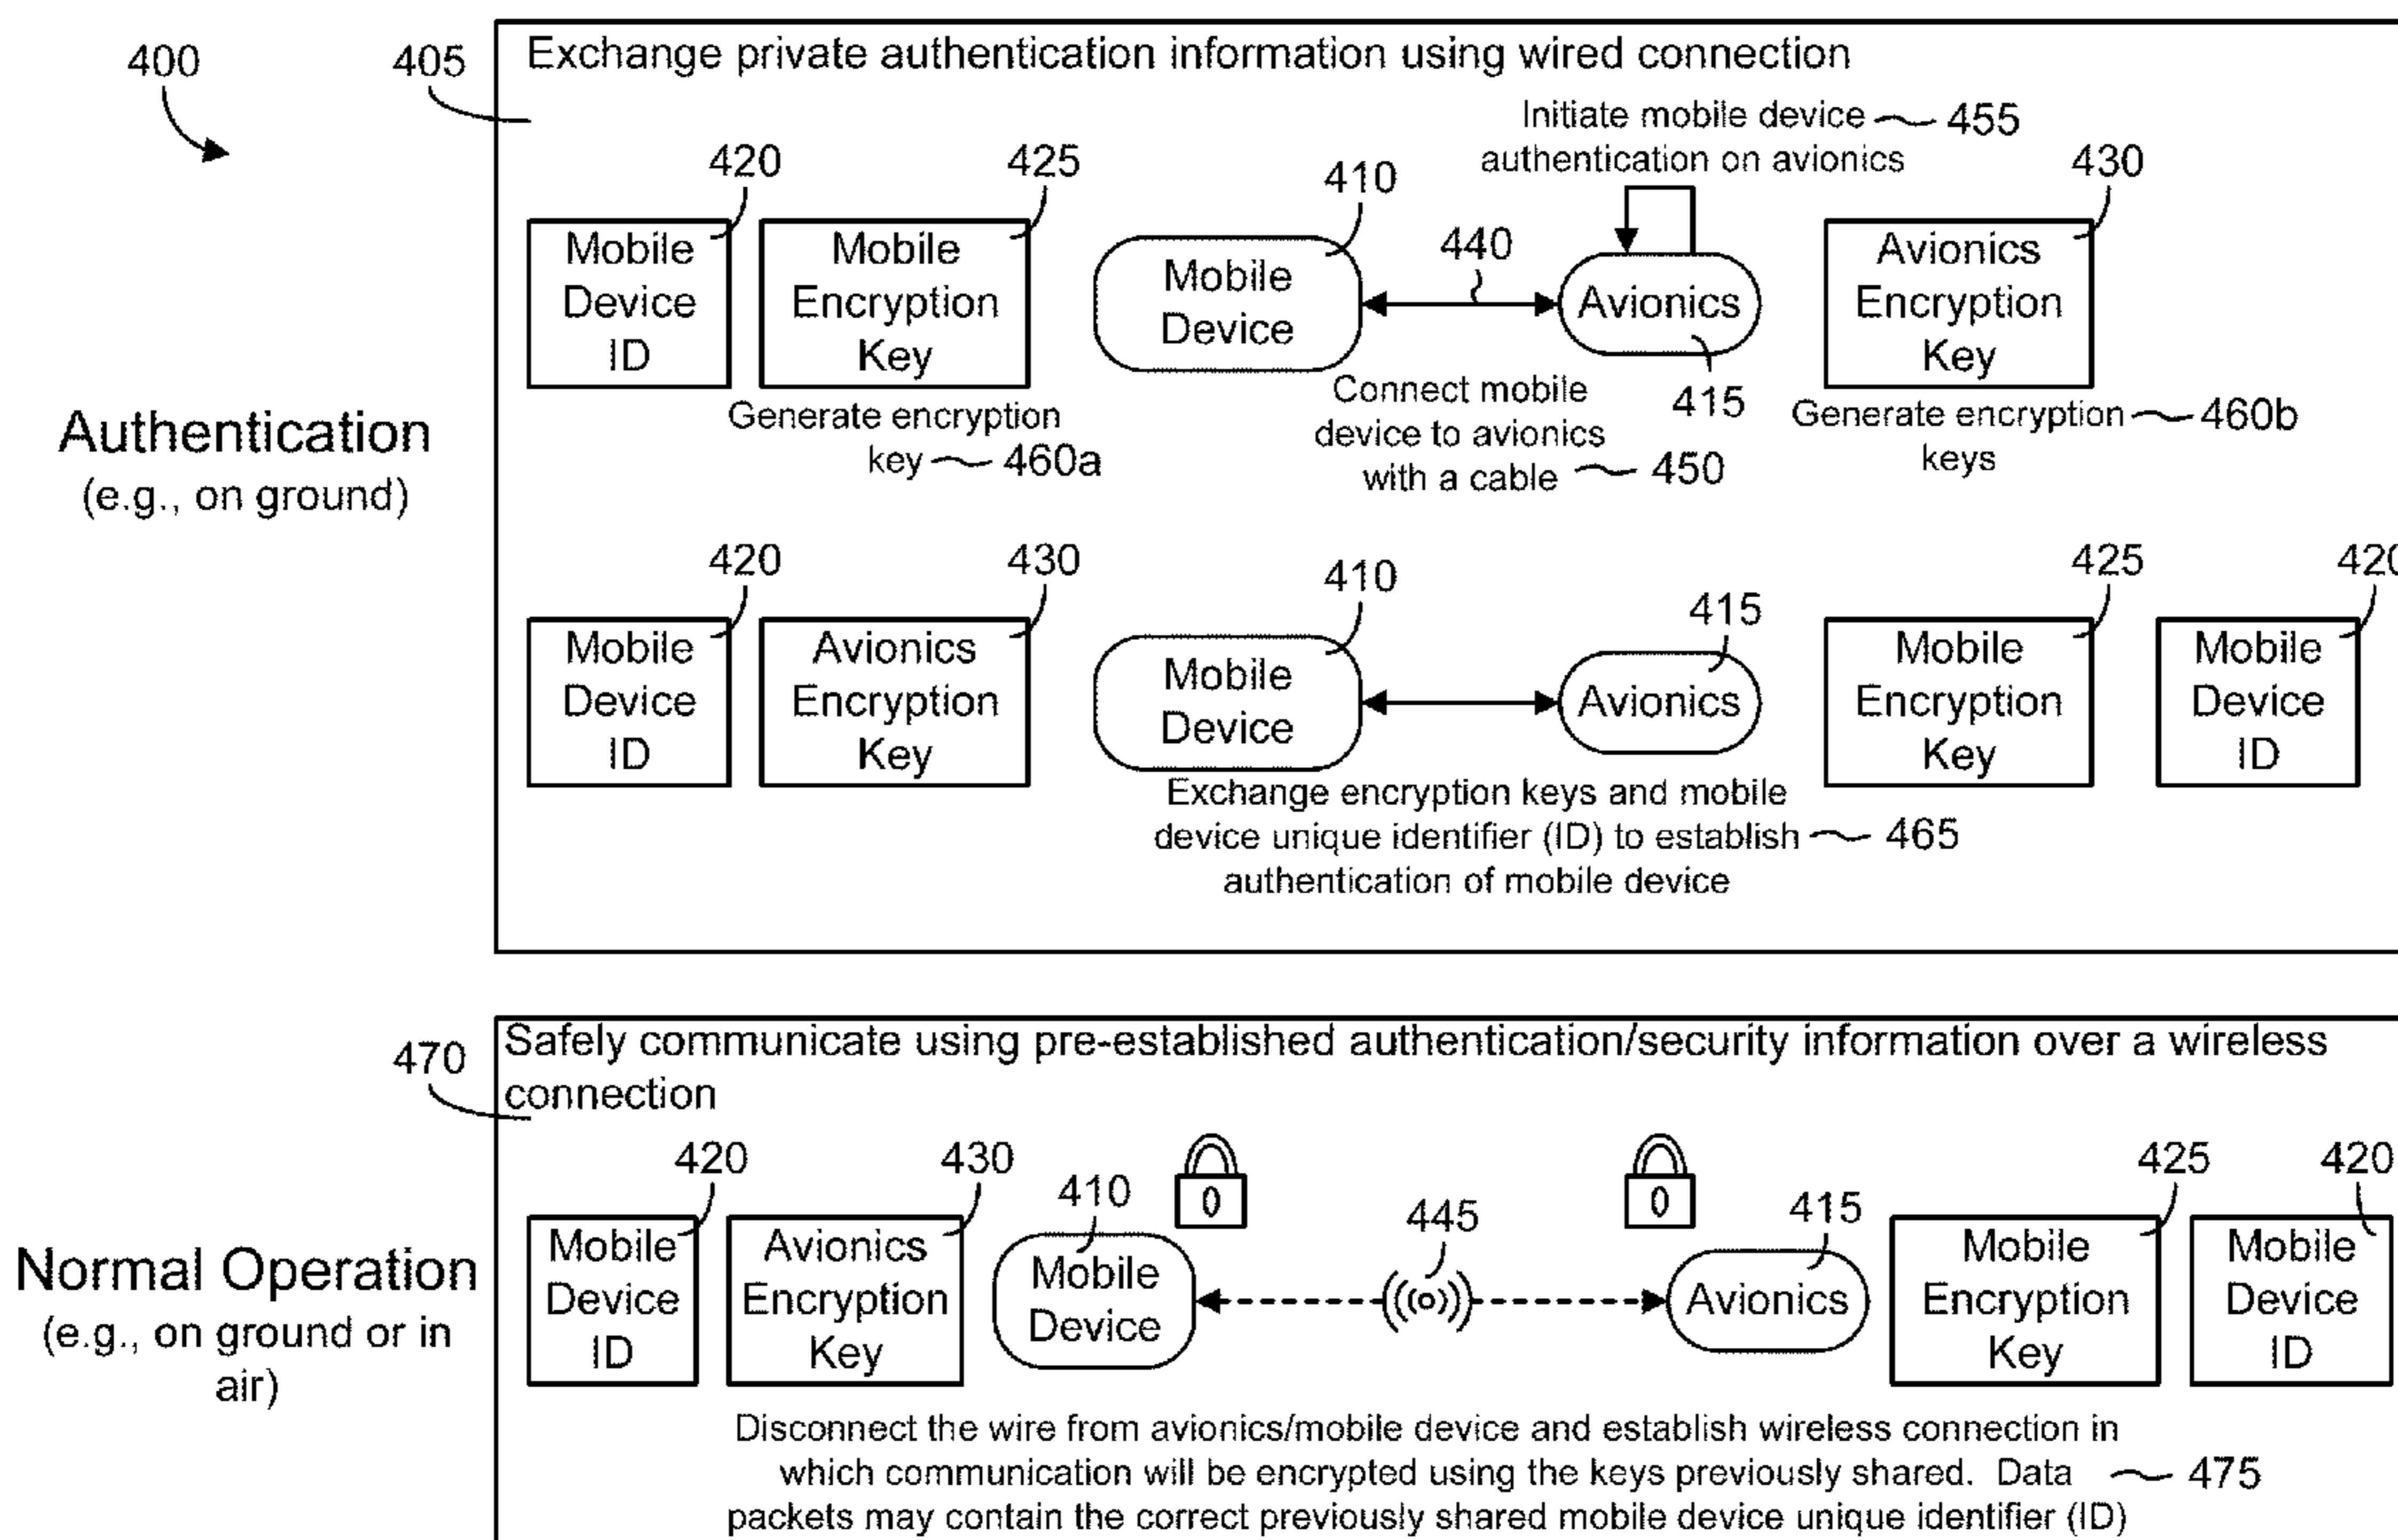 400
405
Exchange private authentication information using wired connection
Initiate mobile device 455
authentication on avionics
420
425
410
440
430
Mobile
Device
ID
Mobile
Encryption
Key
Mobile
Device
Avionics
Avionics
Encryption
Key
Generate encryption
key 460a
Connect mobile
device to avionics
with a cable 450
415
Generate encryption 460b
keys
Authentication
(e.g., on ground)
420
430
410
415
425
420
Mobile
Device
ID
Avionics
Encryption
Key
Mobile
Device
Avionics
Mobile
Encryption
Key
Mobile
Device
ID
Exchange encryption keys and mobile
device unique identifier (ID) to establish 465
authentication of mobile device
470
Safely communicate using pre-established authentication/security information over a wireless
connection
420
430
410
445
415
425
420
Normal Operation
(e.g., on ground or in
air)
Mobile
Device
ID
Avionics
Encryption
Key
Mobile
Device
Avionics
Mobile
Encryption
Key
Mobile
Device
ID
Disconnect the wire from avionics/mobile device and establish wireless connection in
which communication will be encrypted using the keys previously shared. Data 475
packets may contain the correct previously shared mobile device unique identifier (ID)